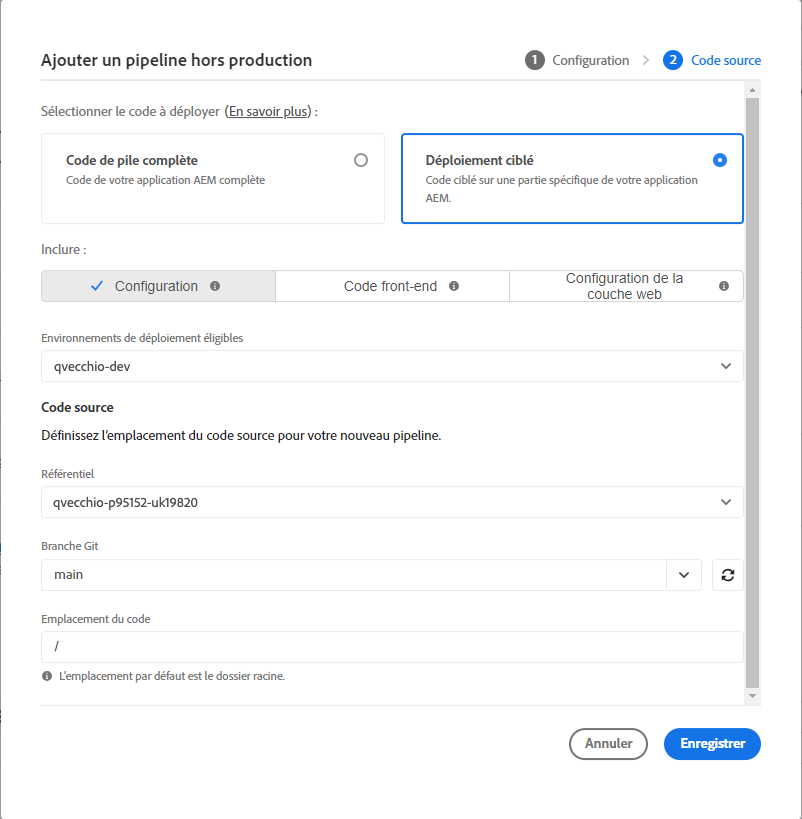 Ajouter un pipeline hors production
1 Configuration
2 Code source
Sélectionner le code à déployer (En savoir plus) :
Code de pile complète
Code de votre application AEM complète
Déploiement ciblé
Code ciblé sur une partie spécifique de votre application
AEM.
Inclure :
Configuration
Code front-end
Configuration de la
couche web
Environnements de déploiement éligibles
qvecchio-dev
Code source
Définissez l'emplacement du code source pour votre nouveau pipeline.
Référentiel
qvecchio-p95152-uk19820
Branche Git
main
Emplacement du code
/
L'emplacement par défaut est le dossier racine.
Annuler
Enregistrer